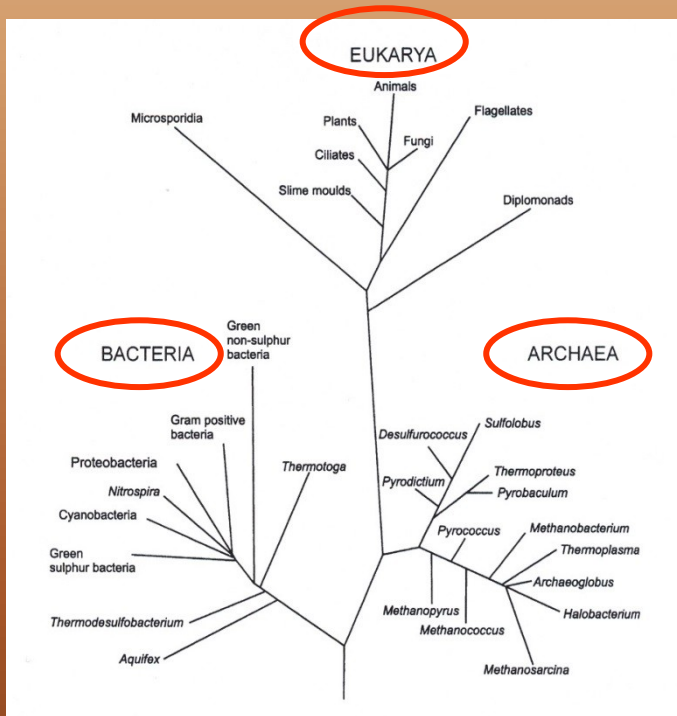 EUKARYA
Animals
Microsporidia
Flagellates
Plants
Fungi
Ciliates
Slime moulds
Diplomonads
Green
non-sulphur
bacteria
BACTERIA
ARCHAEA
Gram positive
bacteria
Sulfolobus
Desulfurococcus
Proteobacteria
Thermotoga
Thermoproteus
Pyrodictium
Nitrospira
Pyrobaculum
Cyanobacteria
Pyrococcus
Methanobacterium
Green
sulphur bacteria
Thermoplasma
Archaeoglobus
Methanopyrus
Halobacterium
Thermodesulfobacterium
Methanococcus
Aquifex
Methanosarcina